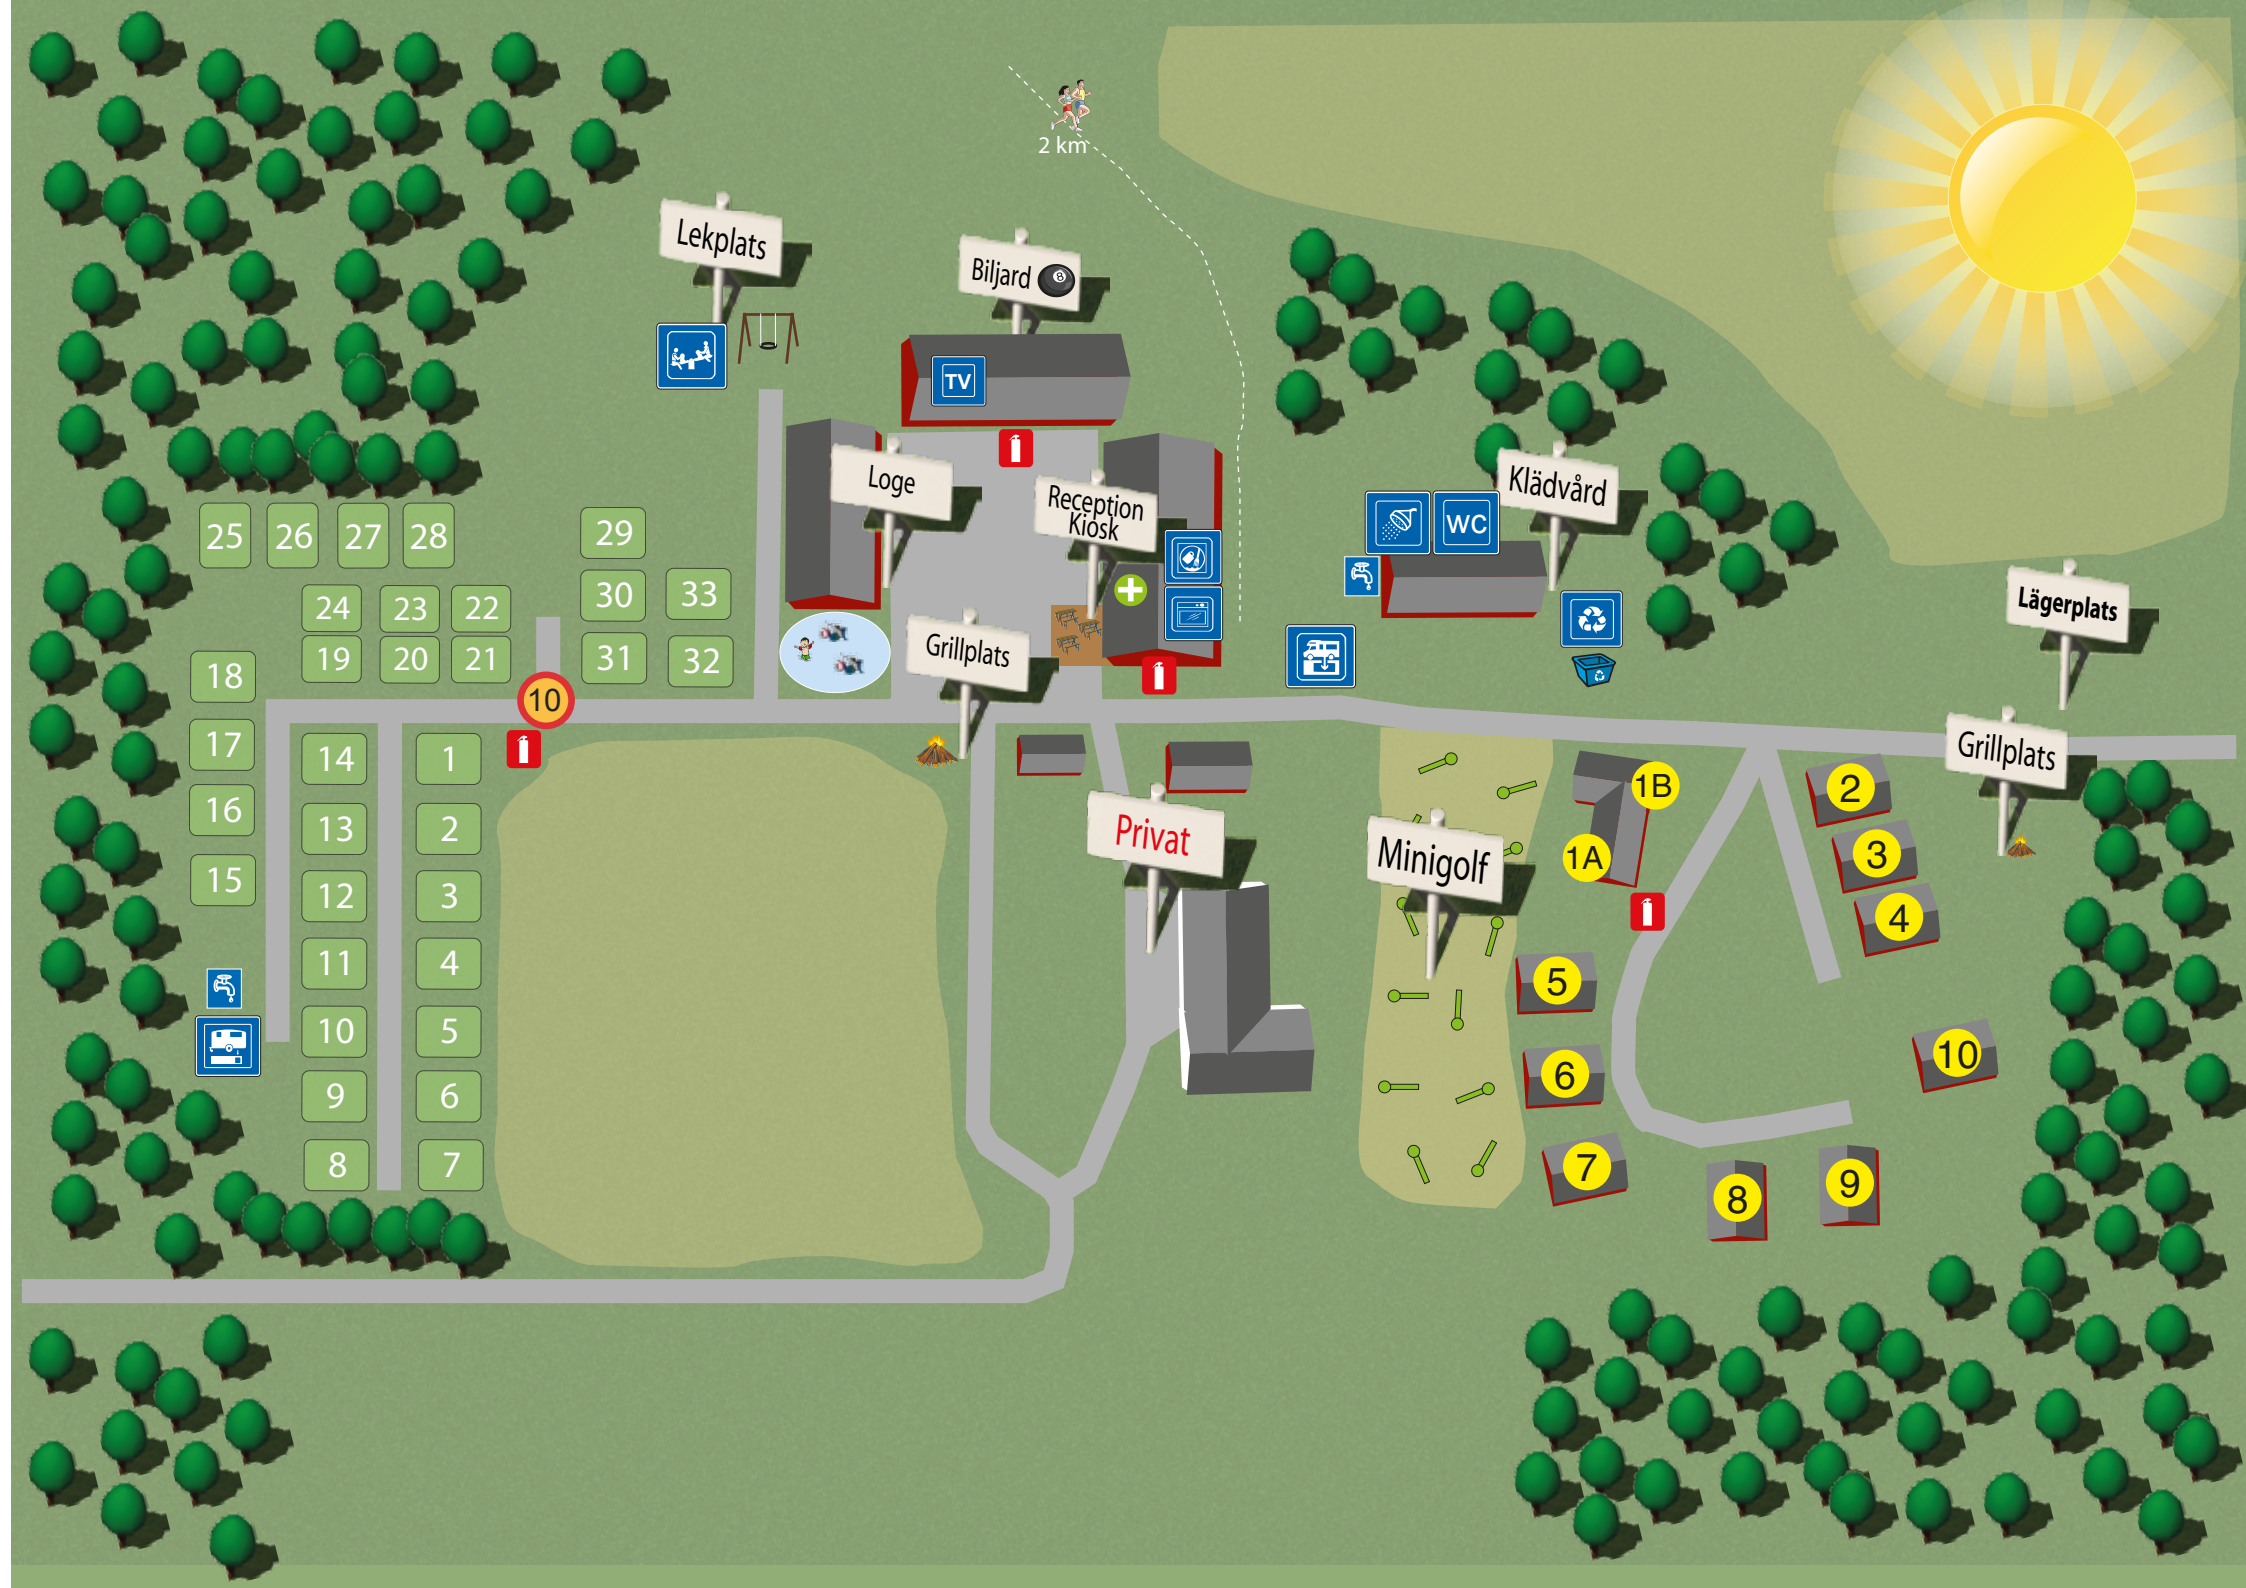 2 km
Lekplats
Biljard 8
TV
Loge
Reception
Kiosk
Klädvård
WC
Lägerplats
Grillplats
Grillplats
Privat
Minigolf
25 26 27 28
29
24 23 22
30 33
19 20 21
31 32
18
10
17
16
15
14 1
13 2
12 3
11 4
10 5
9 6
8 7
1B
1A
2
3
4
5
6
7
8
9
10